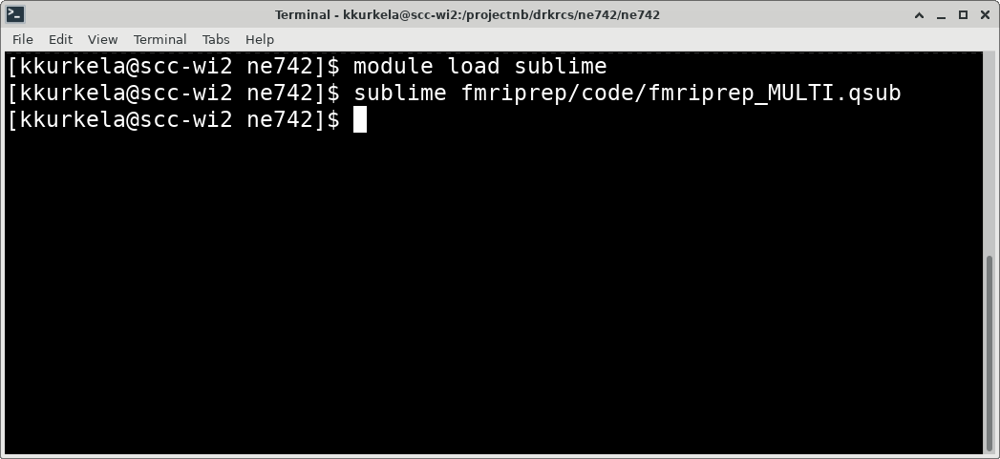 Terminal - kkurkela@scc-wi2:/projectnb/drkrcs/ne742/ne742
File Edit View Terminal Tabs Help
[kkurkela@scc-wi2 ne742]$ module load sublime
[kkurkela@scc-wi2 ne742]$ sublime fmriprep/code/fmriprep_MULTI.qsub
[kkurkela@scc-wi2 ne742]$